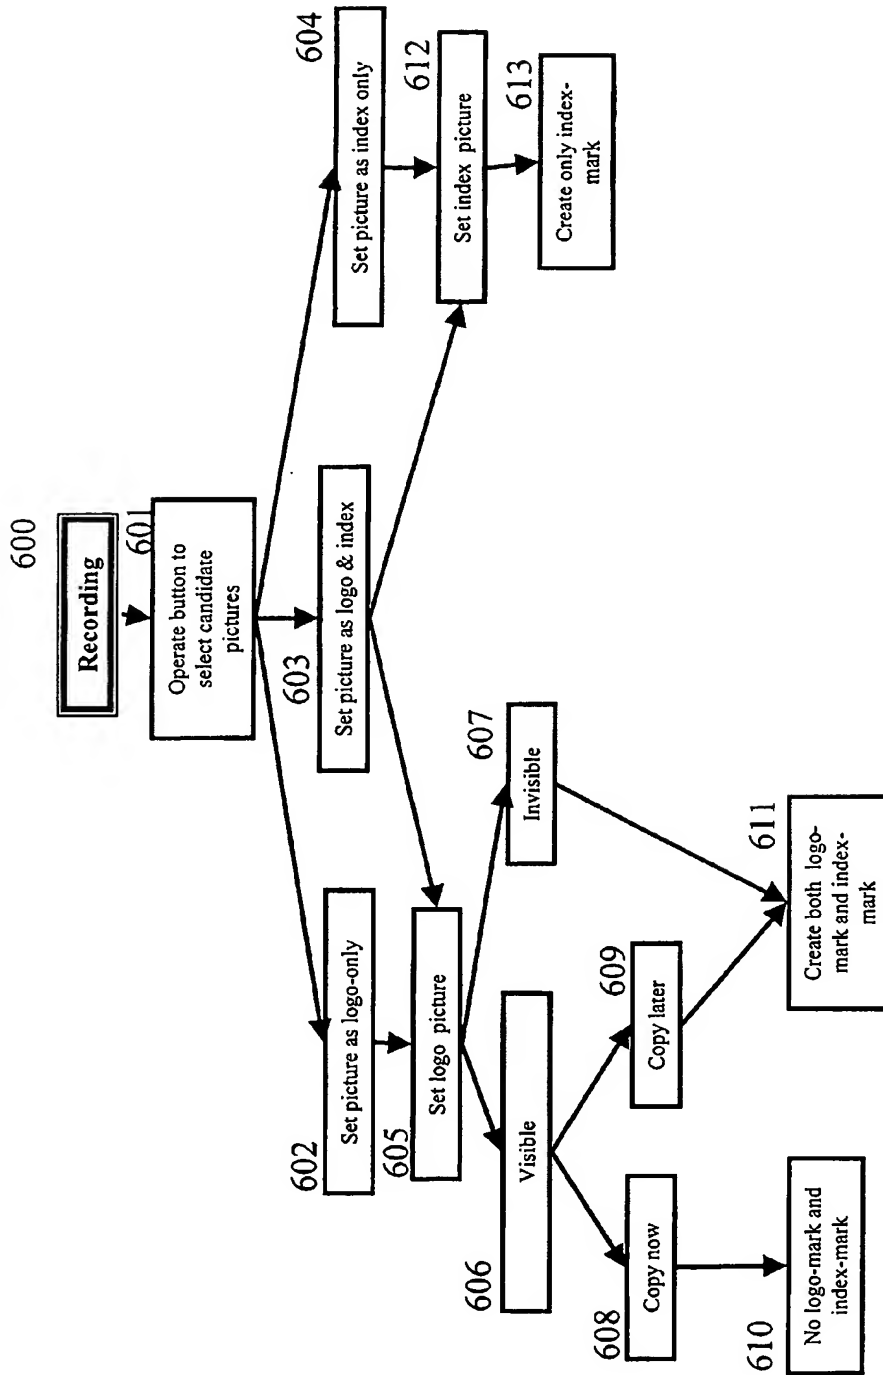 600
Recording
601
Operate button to
select candidate
pictures
602
Set picture as logo-only
603
Set picture as logo & index
604
Set picture as index only
605
Set logo picture
612
Set index picture
606
Visible
607
Invisible
613
Create only index-
mark
608
Copy now
609
Copy later
610
No logo-mark and
index-mark
611
Create both logo-
mark and index-
mark